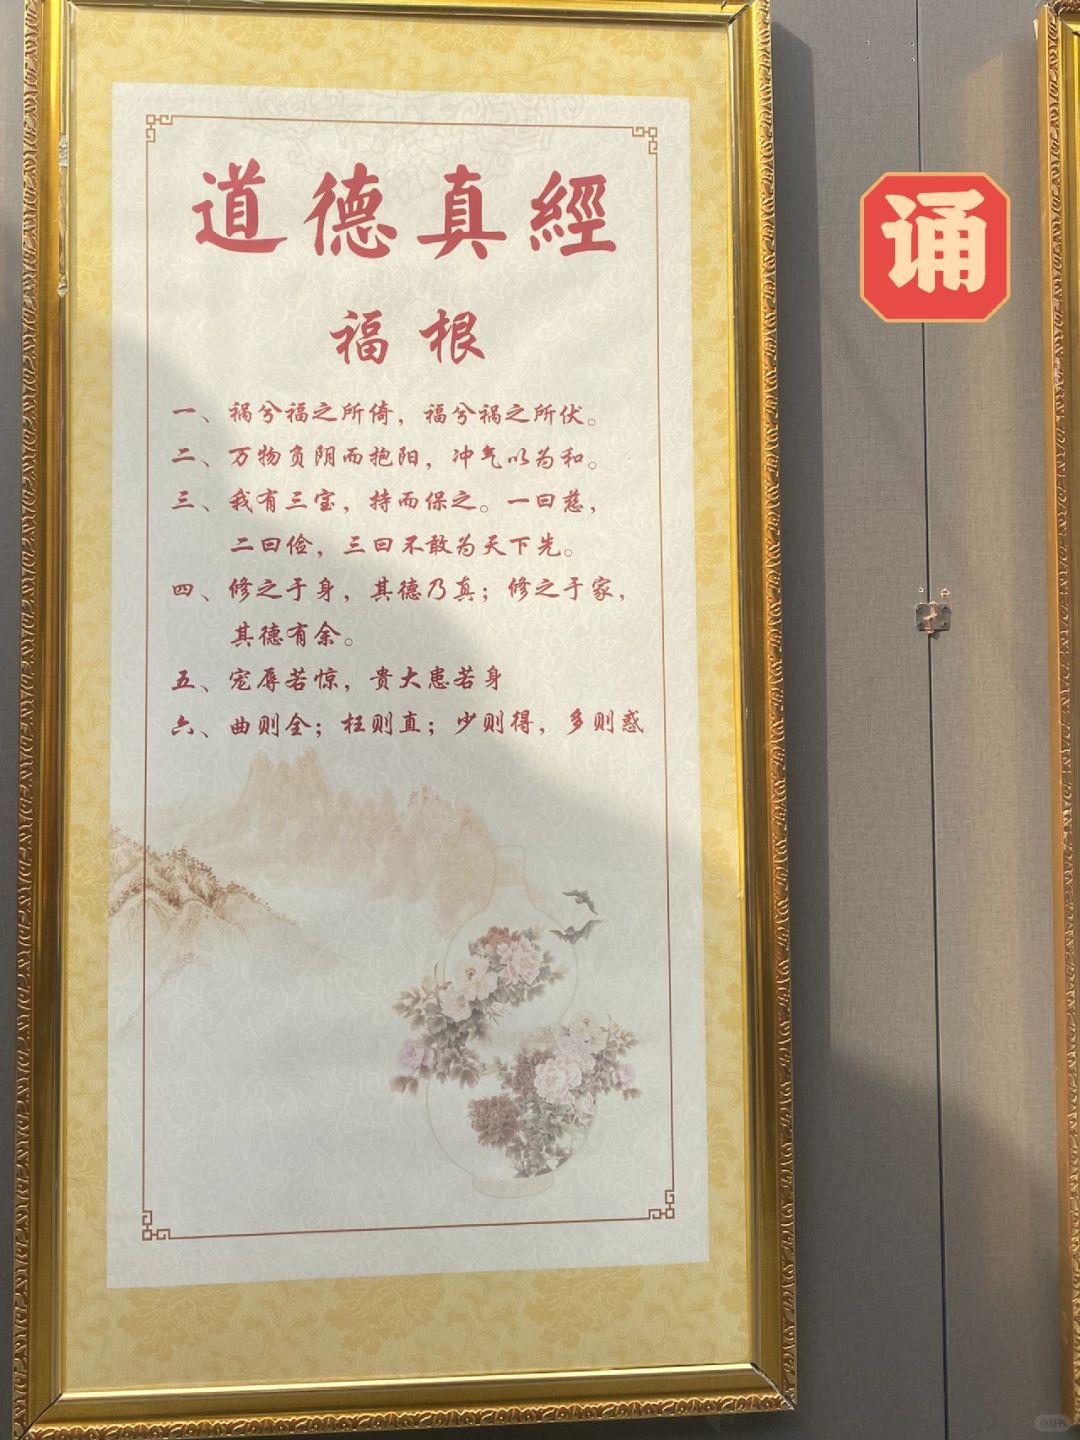 道德真經
诵
福根
一、祸兮福之所倚，福兮祸之所伏。
二、万物负阴而抱阳，冲气以为和。
三、我有三宝，持而保之。一曰慈，
二曰俭，三曰不敢为天下先。
四、修之于身，其德乃真；修之于家，
其德有余。
五、宠辱若惊，贵大患若身
六、曲则全；枉则直；少则得，多则惑
小红书